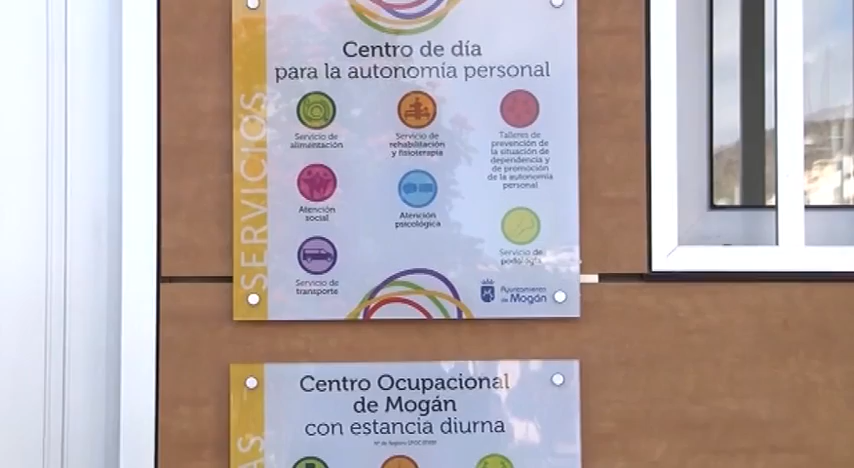 SERVICIOS
Centro de día
para la autonomía personal
Servicio de
alimentación
Servicio de
rehabilitación
y fisioterapia
Talleres de
prevención de
la situación de
dependencia y
de promoción
de la autonomía
personal
Atención
social
Atención
psicológica
Servicio de
transporte
Servicio de
podología
Ayuntamiento
de Mogán
Centro Ocupacional
de Mogán
con estancia diurna